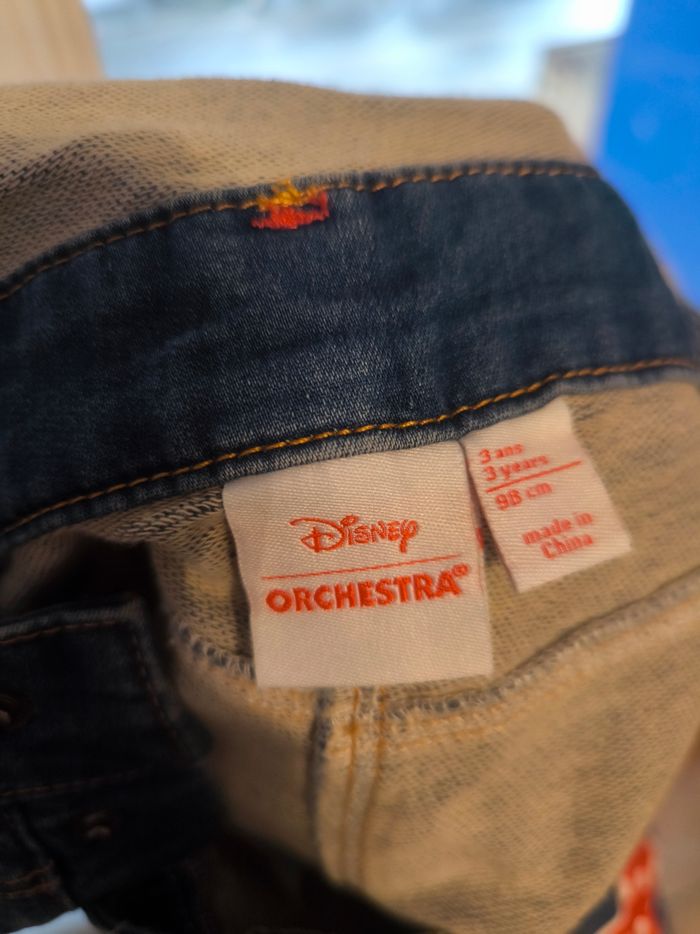 Disney
ORCHESTRA®
3 ans
3 years
98 cm
made in
China